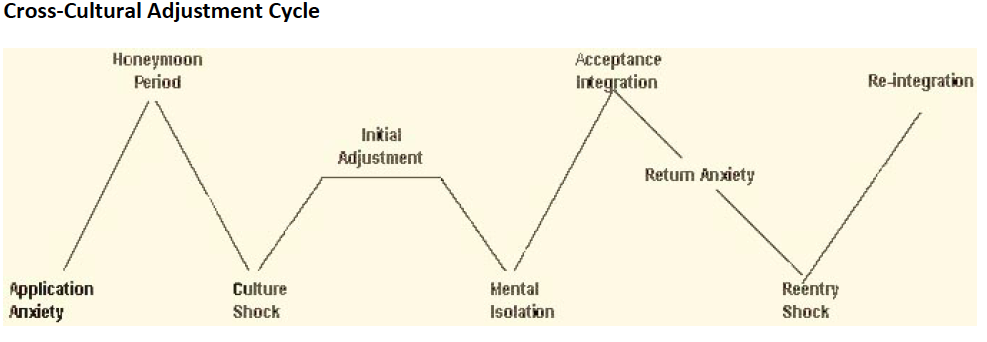 Cross-Cultural Adjustment Cycle
Honeymoon
Period
Acceptance
Integration
Re-integration
Initial
Adjustment
Return Anxiety
Application
Anxiety
Culture
Shock
Mental
Isolation
Reentry
Shock